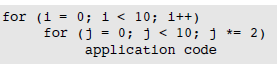 for (i = 0; i < 10; i++)
for (j = 0; j < 10; j *= 2)
application code